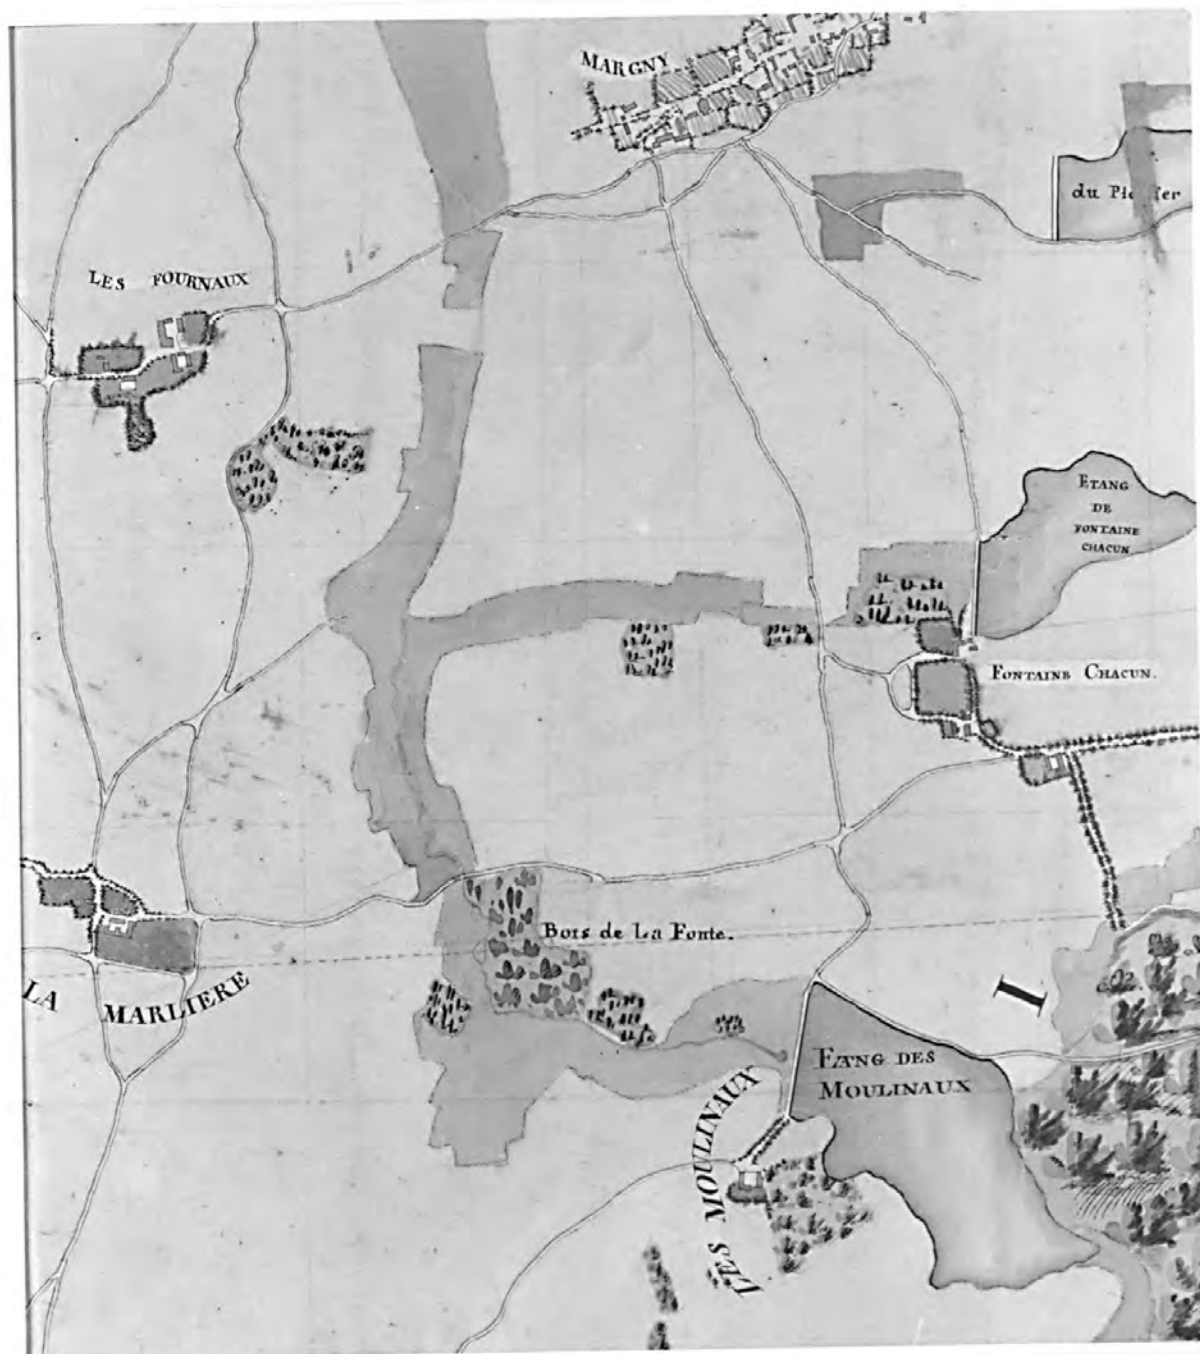 MARGNY
du
LES FOURNAUX
ETANG
DE
FONTAINE
CHACUN
FONTAINE CHACUN.
Bois de La Fonte.
LA MARLIERE
I
ETANG DES
MOULINAUX
LES MOULINAUX